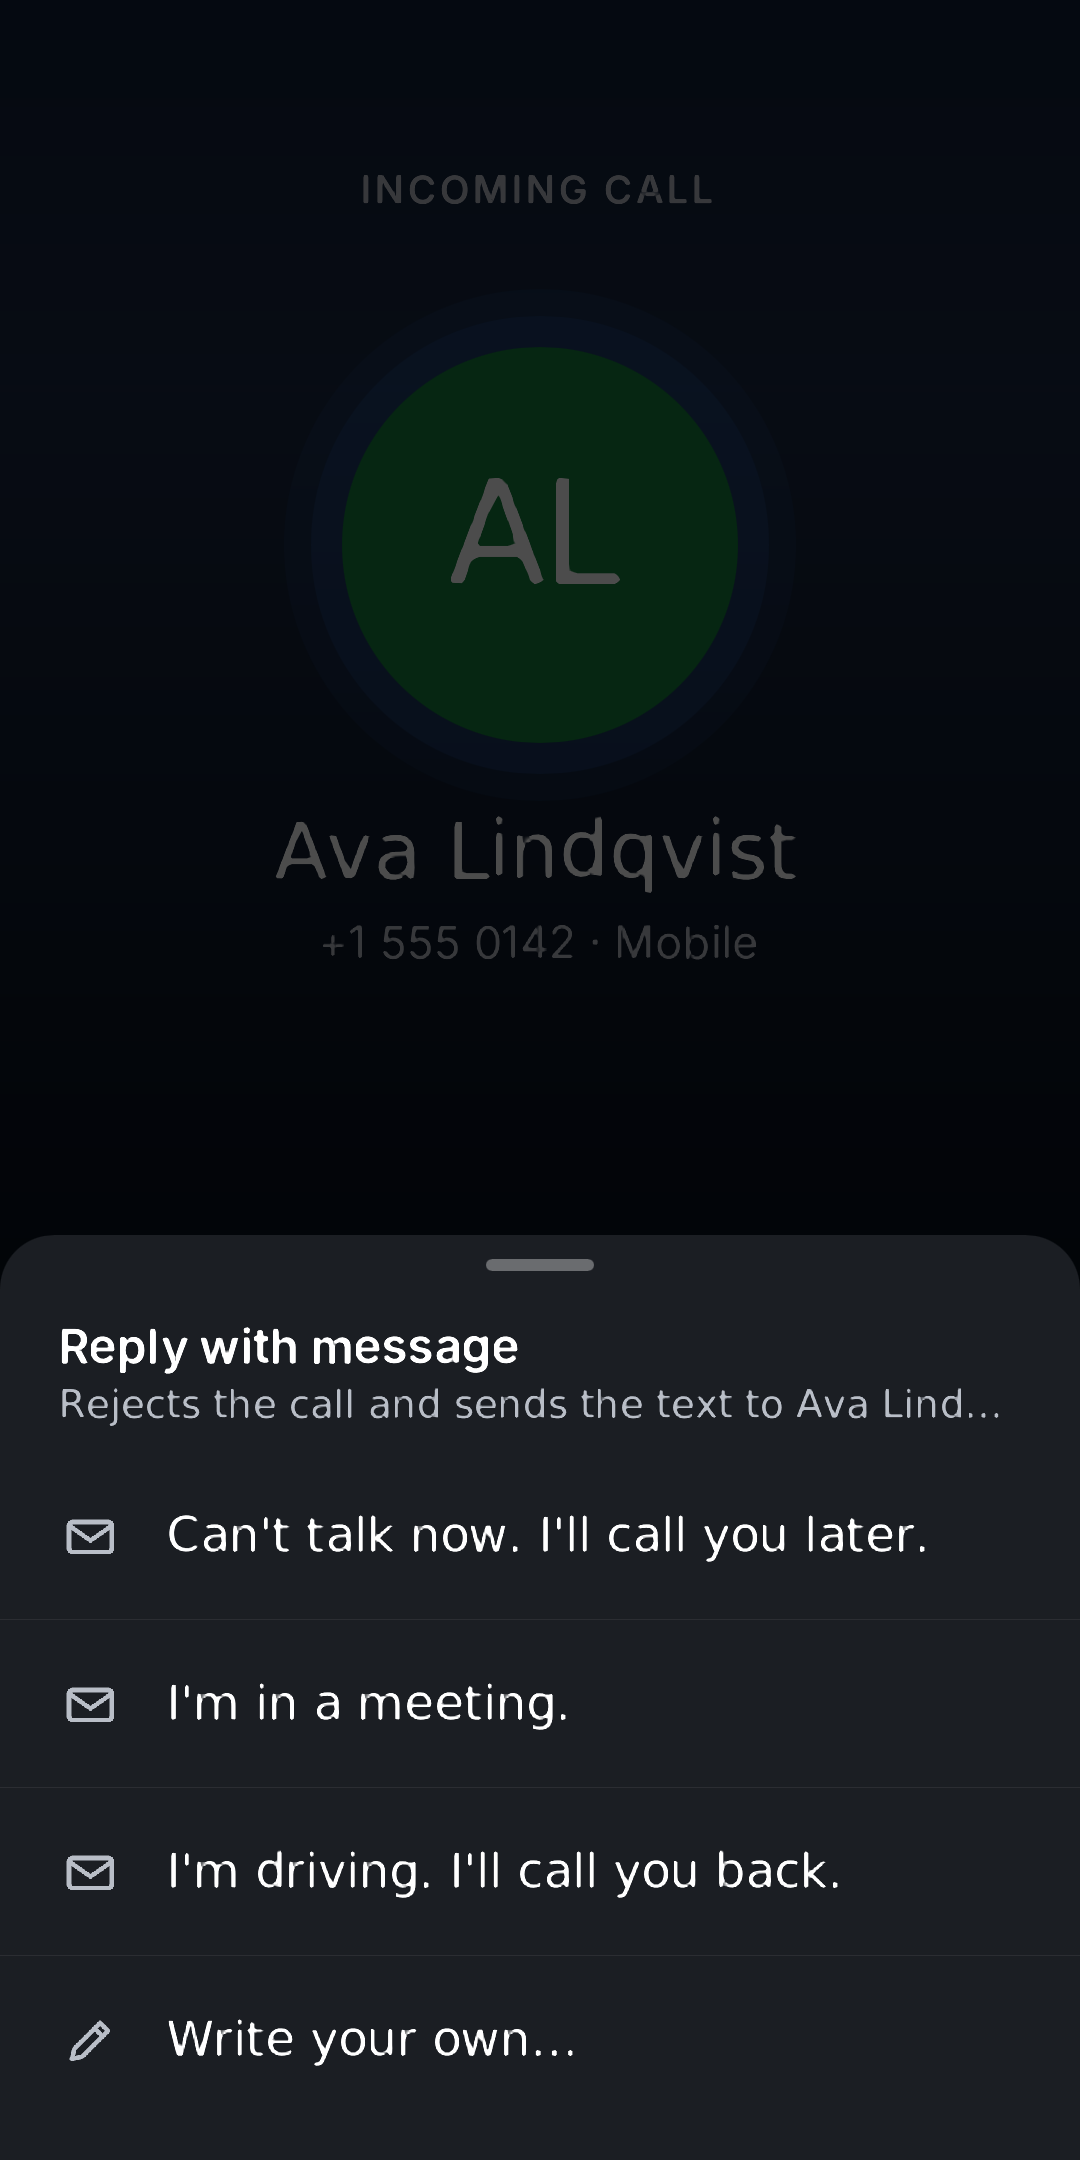 INCOMING CALL
AL
Ava Lindqvist
+1 555 0142 · Mobile
Reply with message
Rejects the call and sends the text to Ava Lind...
Can't talk now. I'll call you later.
I'm in a meeting.
I'm driving. I'll call you back.
Write your own...